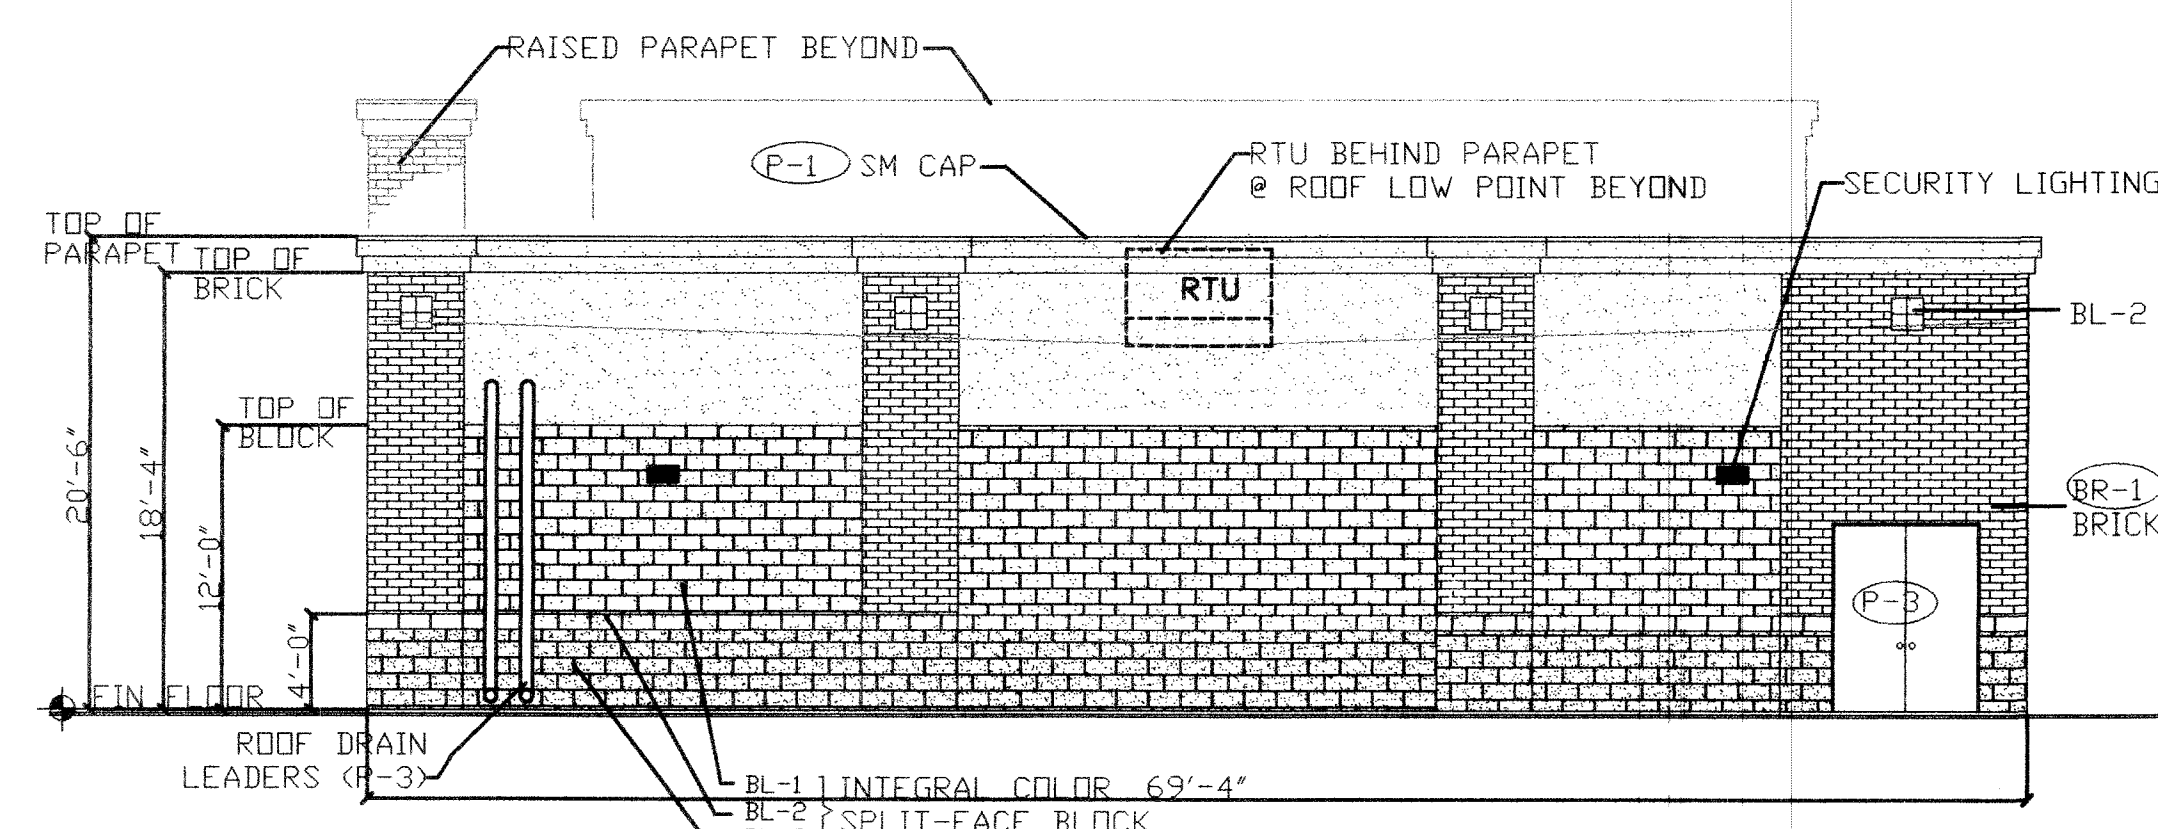 RAISED PARAPET BEYOND
P-1 SM CAP
RTU BEHIND PARAPET
@ ROOF LOW POINT BEYOND
SECURITY LIGHTING
TOP OF
PARAPET
TOP OF
BRICK
RTU
BL-2
TOP OF
BLOCK
20'-6"
18'-4"
12'-0"
4'-0"
BR-1
BRICK
P-3
FIN FLOOR
ROOF DRAIN
LEADERS (P-3)
BL-1 } INTEGRAL COLOR
69'-4"
BL-2 } SPLIT-FACE BLOCK